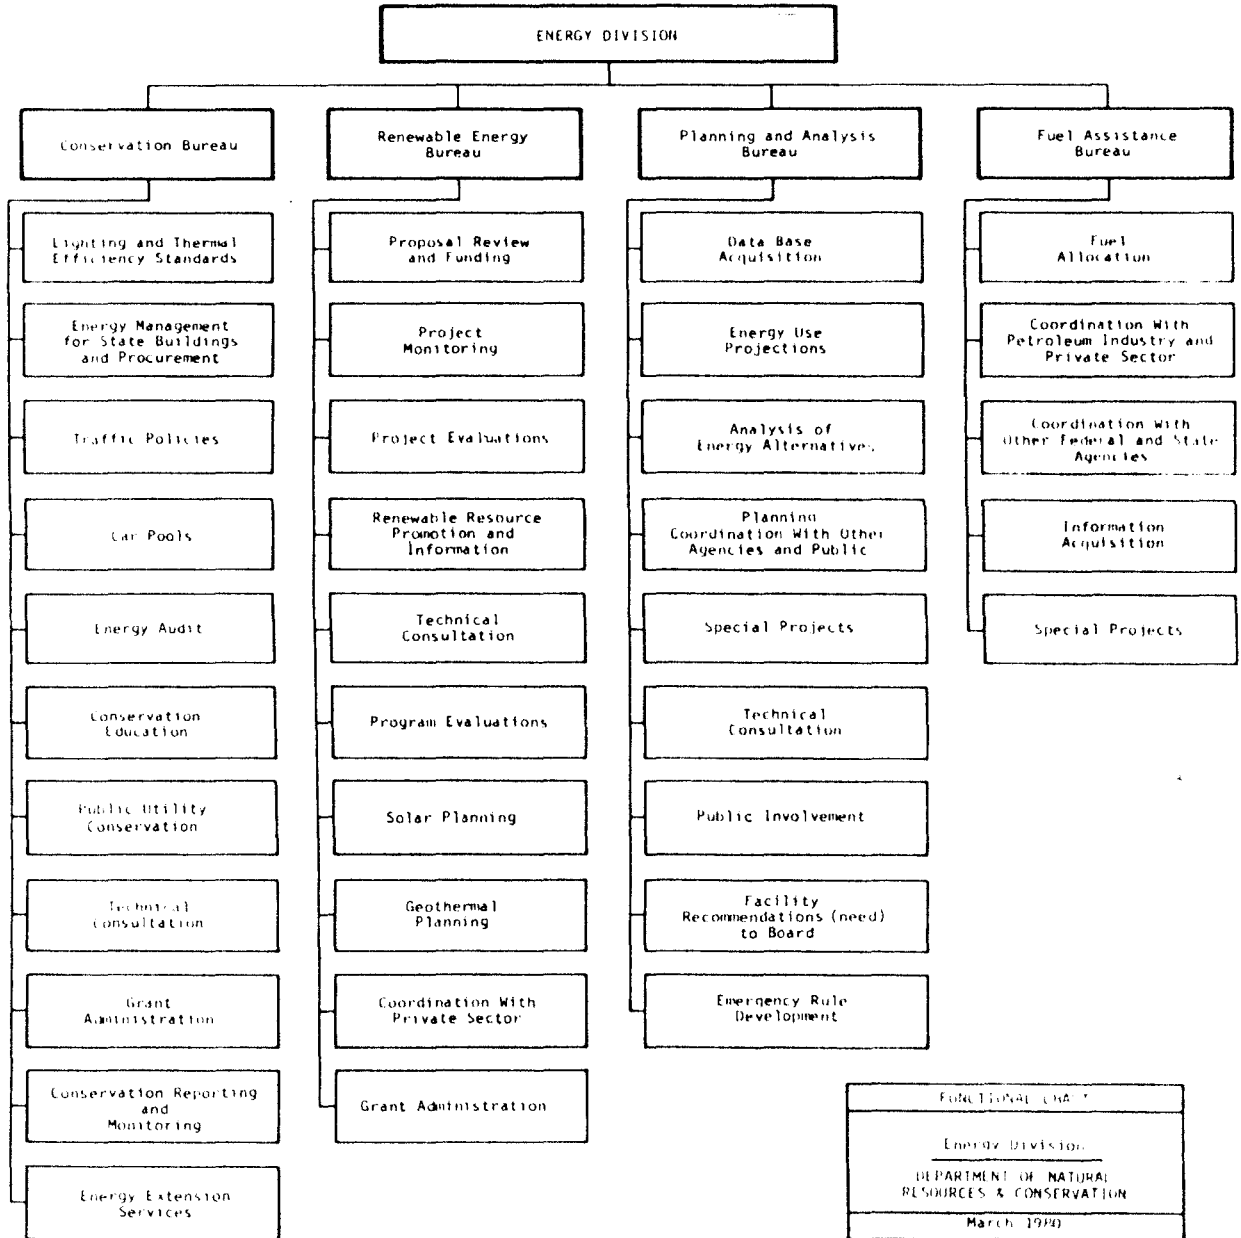 ENERGY DIVISION
Conservation Bureau
Lighting and Thermal
Efficiency Standards
Energy Management
for State Buildings
and Procurement
Traffic Policies
Car Pools
Energy Audit
Conservation
Education
Public Utility
Conservation
Technical
Consultation
Grant
Administration
Conservation Reporting
and
Monitoring
Energy Extension
Services
Renewable Energy
Bureau
Proposal Review
and Funding
Project
Monitoring
Project Evaluations
Renewable Resource
Promotion and
Information
Technical
Consultation
Program Evaluations
Solar Planning
Geothermal
Planning
Coordination With
Private Sector
Grant Administration
Planning and Analysis
Bureau
Data Base
Acquisition
Energy Use
Projections
Analysis of
Energy Alternatives
Planning
Coordination With Other
Agencies and Public
Special Projects
Technical
Consultation
Public Involvement
Facility
Recommendations (need)
to Board
Emergency Rule
Development
Fuel Assistance
Bureau
Fuel
Allocation
Coordination With
Petroleum Industry and
Private Sector
Coordination With
Other Federal and State
Agencies
Information
Acquisition
Special Projects
FUNCTIONAL CHART
Energy Division
DEPARTMENT OF NATURAL
RESOURCES & CONSERVATION
March 1980